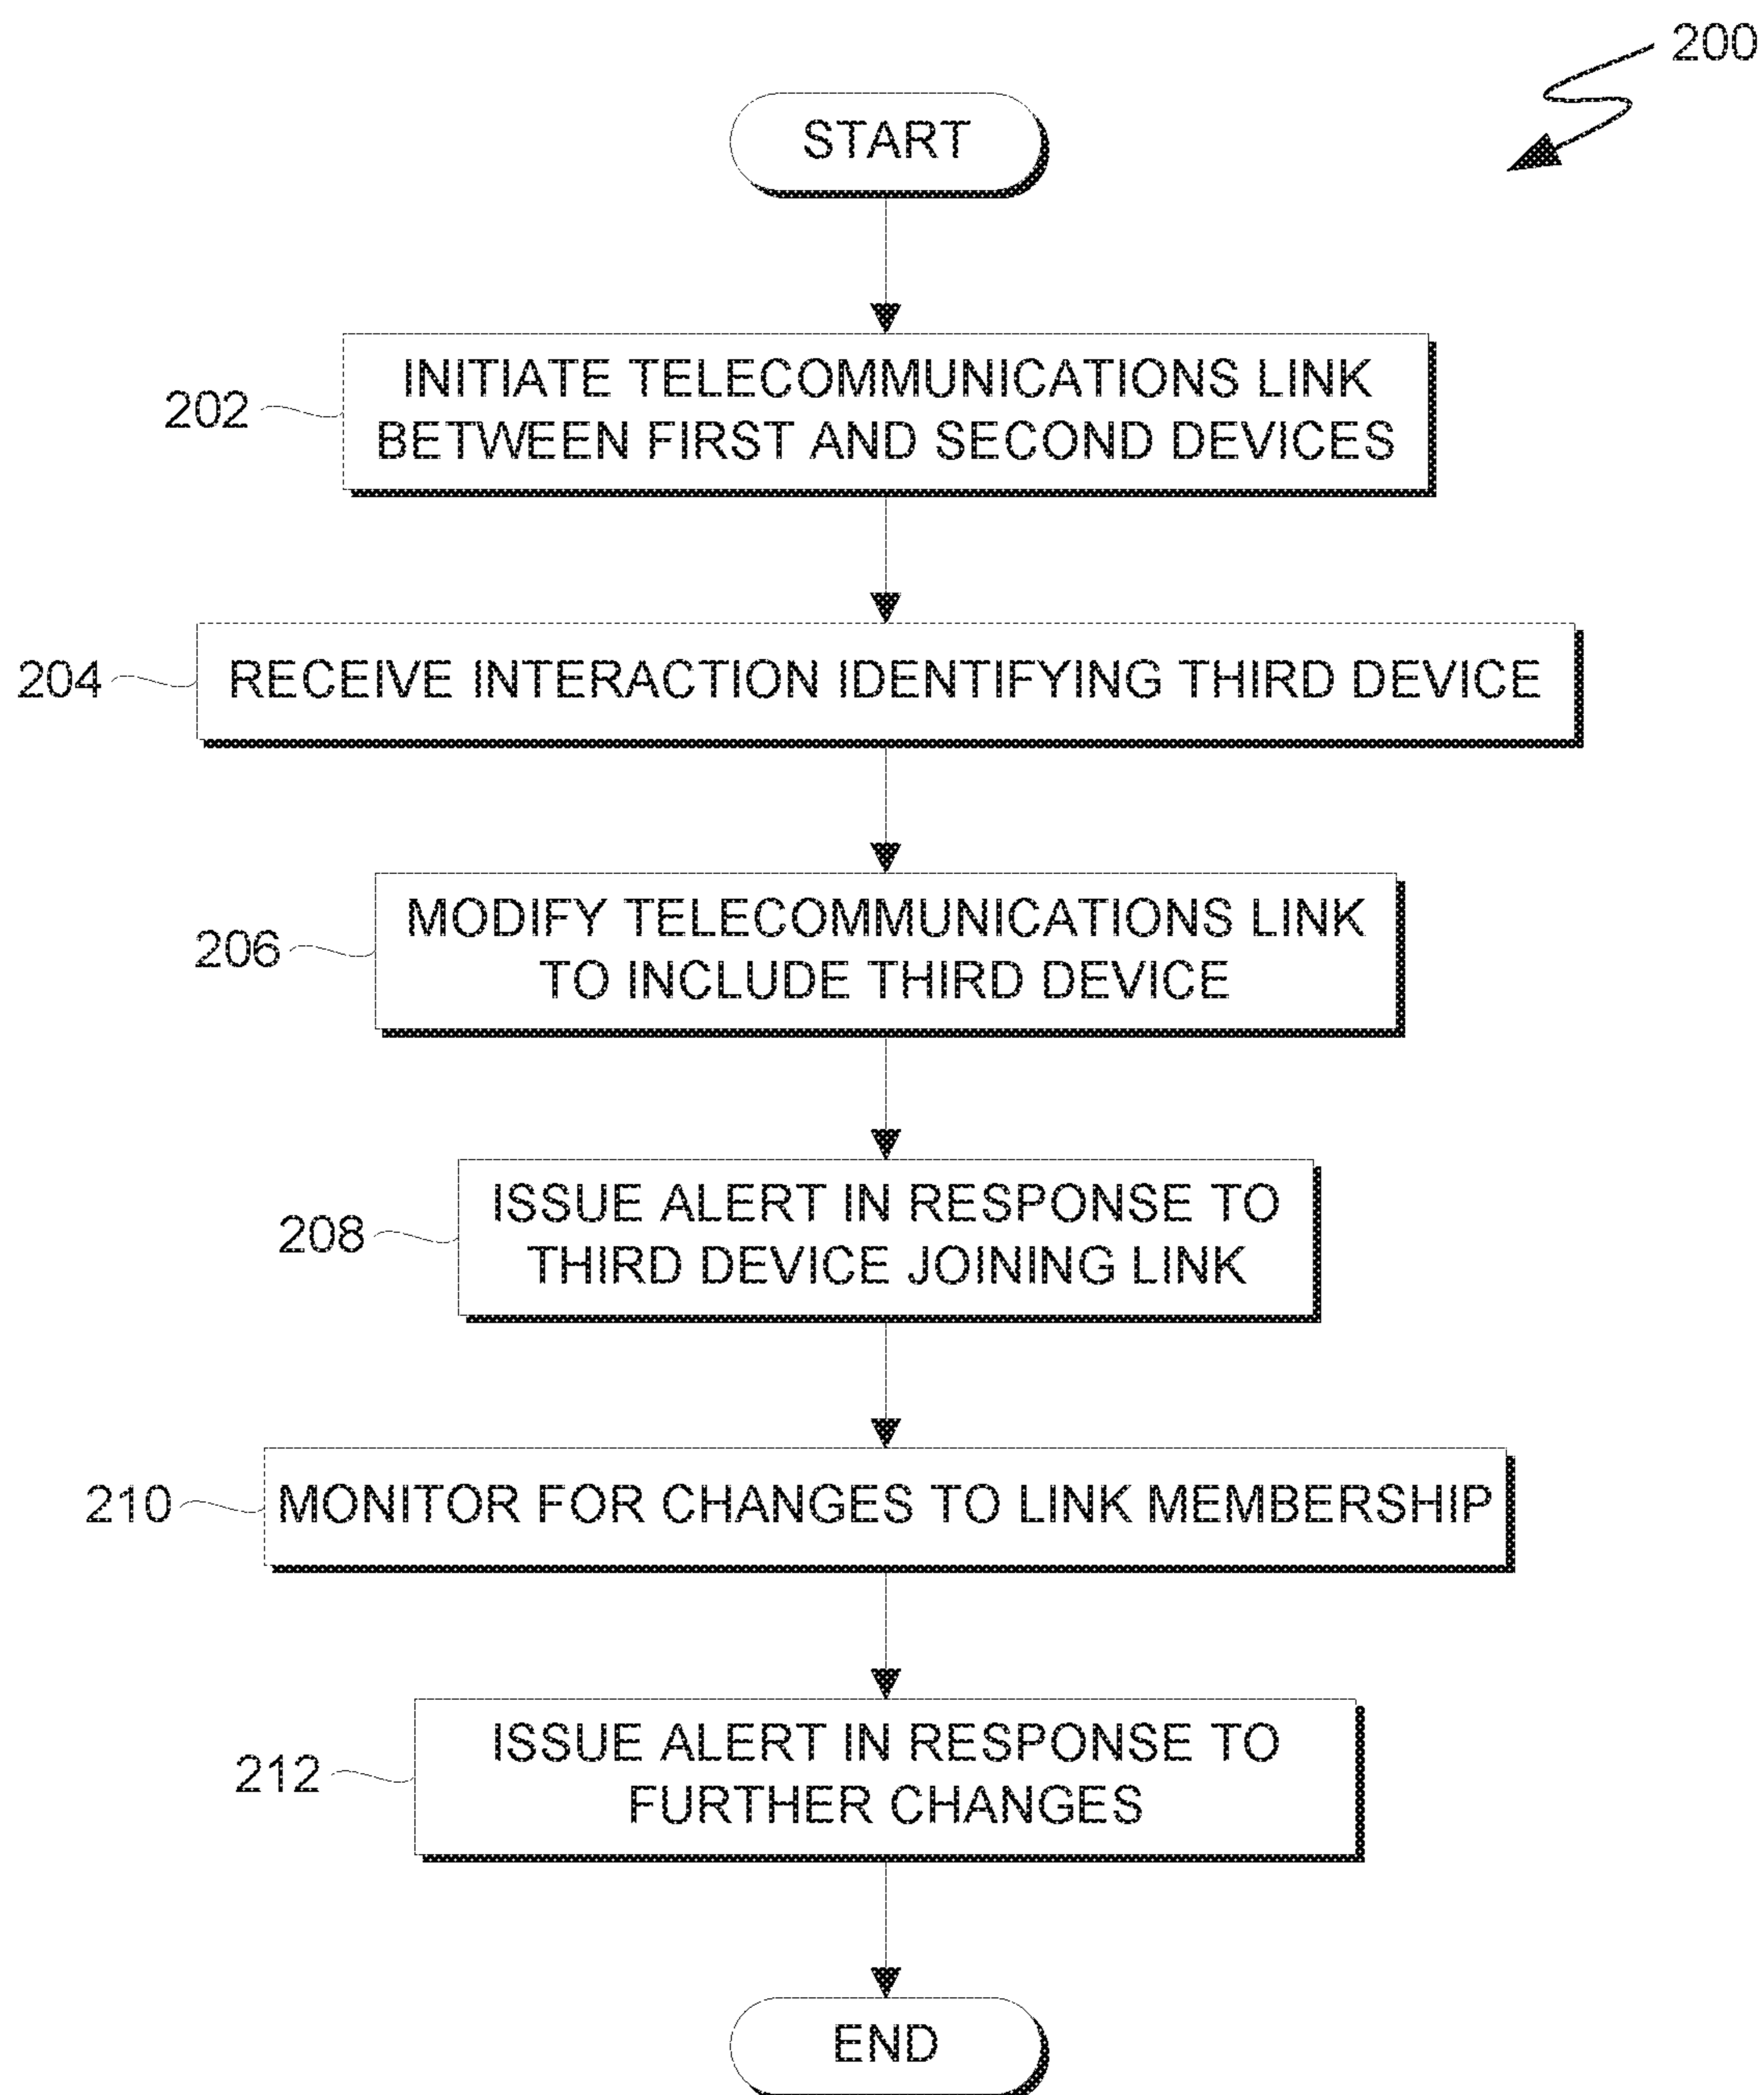 200
START
202
INITIATE TELECOMMUNICATIONS LINK
BETWEEN FIRST AND SECOND DEVICES
204
RECEIVE INTERACTION IDENTIFYING THIRD DEVICE
206
MODIFY TELECOMMUNICATIONS LINK
TO INCLUDE THIRD DEVICE
208
ISSUE ALERT IN RESPONSE TO
THIRD DEVICE JOINING LINK
210
MONITOR FOR CHANGES TO LINK MEMBERSHIP
212
ISSUE ALERT IN RESPONSE TO
FURTHER CHANGES
END